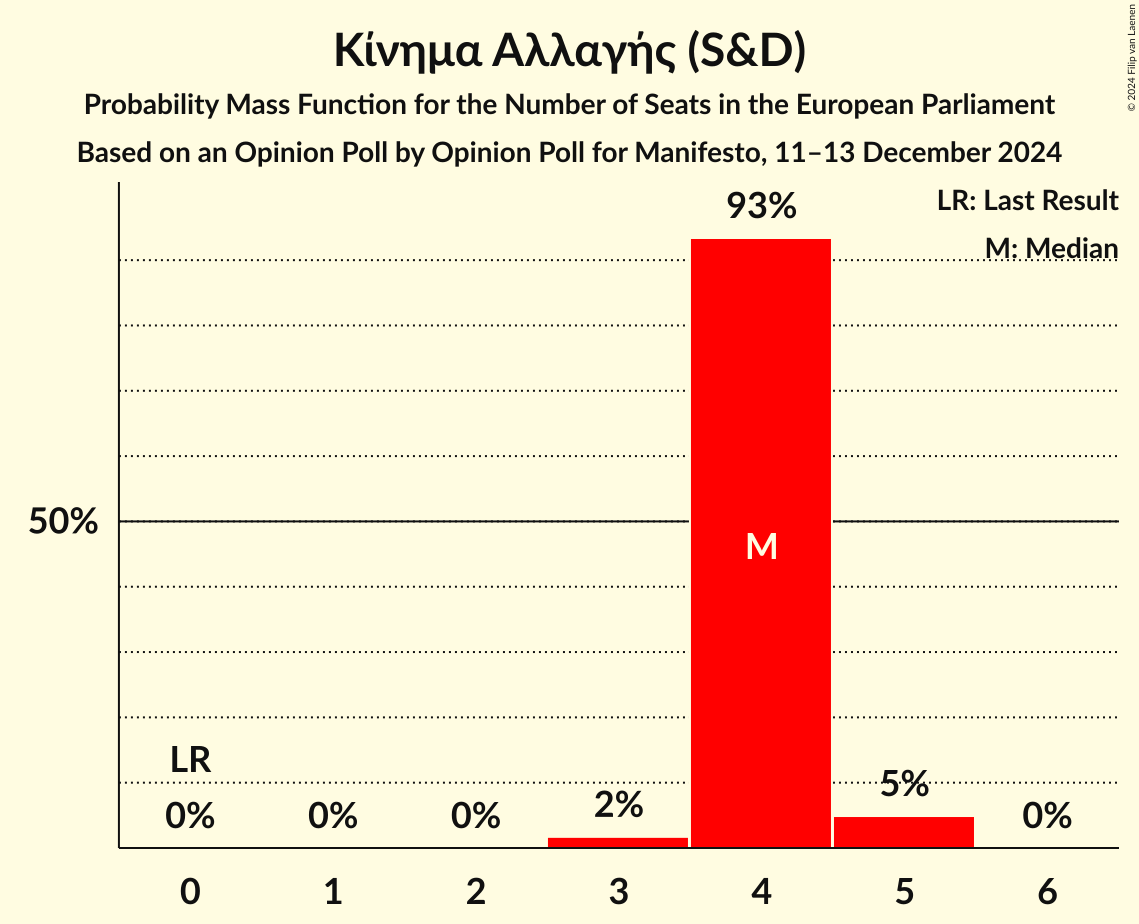 Κίνημα Αλλαγής (S&D)
Probability Mass Function for the Number of Seats in the European Parliament
Based on an Opinion Poll by Opinion Poll for Manifesto, 11–13 December 2024
© 2024 Filip van Laenen
LR: Last Result
M: Median
93%
50%
M
LR
0%
0%
0%
2%
5%
0%
0
1
2
3
4
5
6